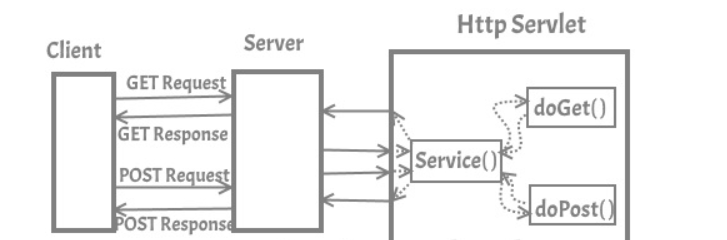 Http Servlet
Client
Server
GET Request
GET Response
POST Request
POST Response
doGet()
Service()
doPost()